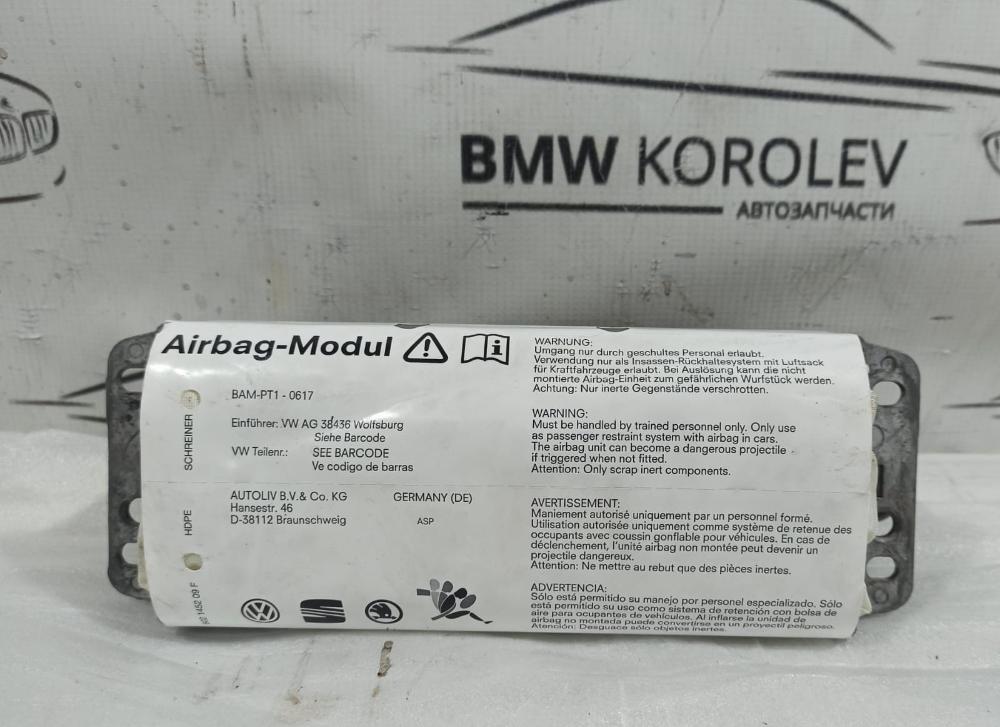 BMW KOROLEV
АВТОЗАПЧАСТИ
Airbag-Modul
BAM-PT1 - 0617
Einführer: VW AG 38436 Wolfsburg
Siehe Barcode
VW Teilenr.: SEE BARCODE
Ve codigo de barras
AUTOLIV B.V.& Co. KG GERMANY (DE)
Hansestr. 46
D-38112 Braunschweig ASP
SCHREINER
HDPE
1452 09 F
WARNUNG:
Umgang nur durch geschultes Personal erlaubt.
Verwendung nur als Insassen-Rückhaltesystem mit Luftsack
für Kraftfahrzeuge erlaubt. Bei Auslösung kann die nicht
montierte Airbag-Einheit zum gefährlichen Wurfstück werden.
Achtung: Nur inerte Gegenstände verschrotten.
WARNING:
Must be handled by trained personnel only. Only use
as passenger restraint system with airbag in cars.
The airbag unit can become a dangerous projectile
if triggered when not fitted.
Attention: Only scrap inert components.
AVERTISSEMENT:
Maniement autorisé uniquement par un personnel formé.
Utilisation autorisée uniquement comme système de retenue des
occupants avec coussin gonflable pour véhicules. En cas de
déclenchement, l'unité airbag non montée peut devenir un
projectile dangereux.
Attention: Ne mettre au rebut que des pièces inertes.
ADVERTENCIA:
Sólo está permitido su manejo por personel especializado. Sólo
está permitido su uso como sistema de retención con bolsa de
aire para ocupantes de vehículos. Al inflarse la unidad de
airbag no montada puede convertirse en un proyectil peligroso.
Atención: Desguace sólo objetos inertes.